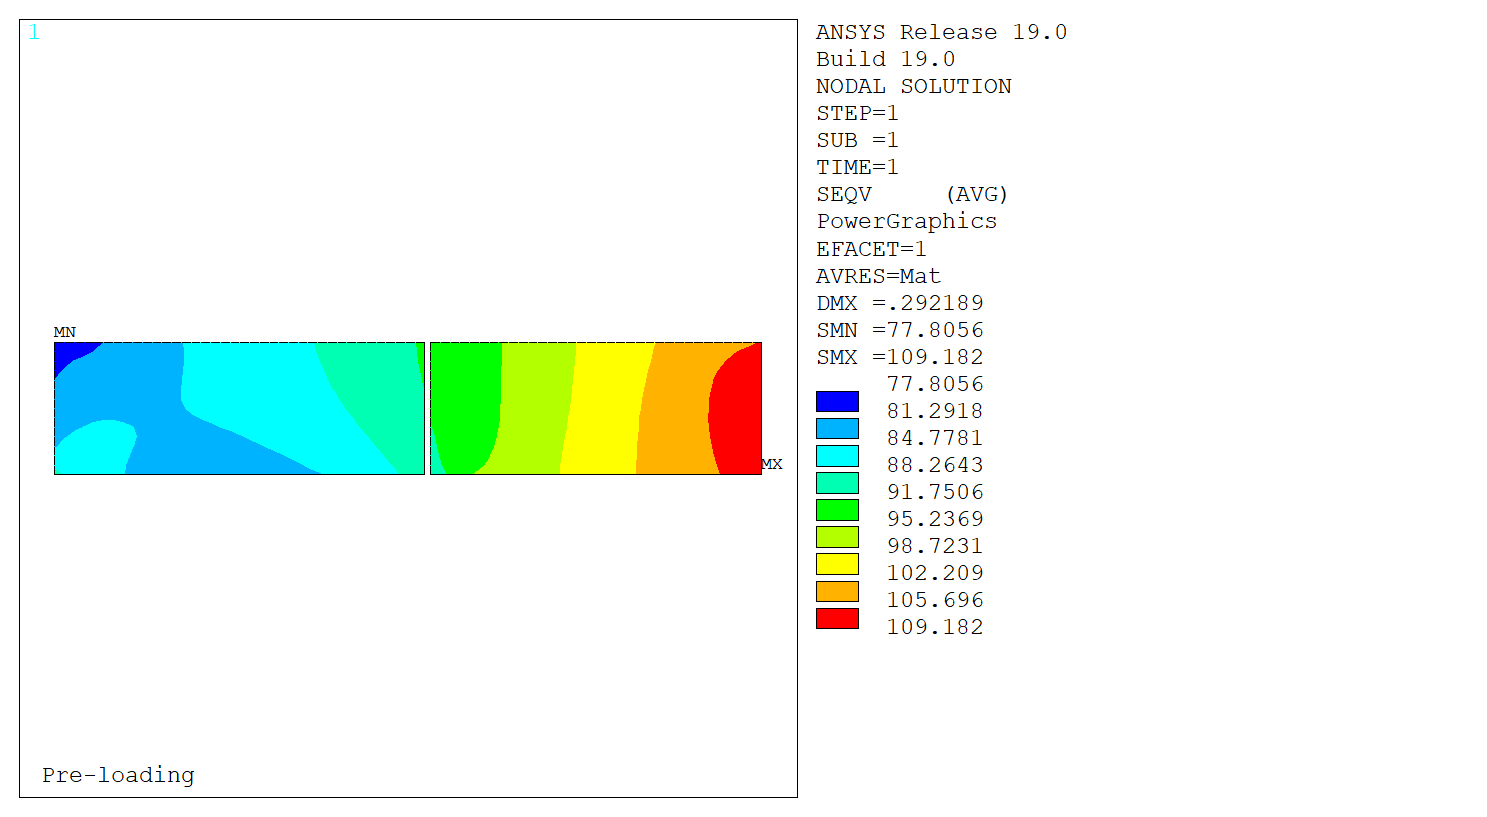 1
ANSYS Release 19.0
Build 19.0
NODAL SOLUTION
STEP=1
SUB =1
TIME=1
SEQV     (AVG)
PowerGraphics
EFACET=1
AVRES=Mat
DMX =.292189
SMN =77.8056
SMX =109.182
77.8056
81.2918
84.7781
88.2643
91.7506
95.2369
98.7231
102.209
105.696
109.182
MN
MX
Pre-loading